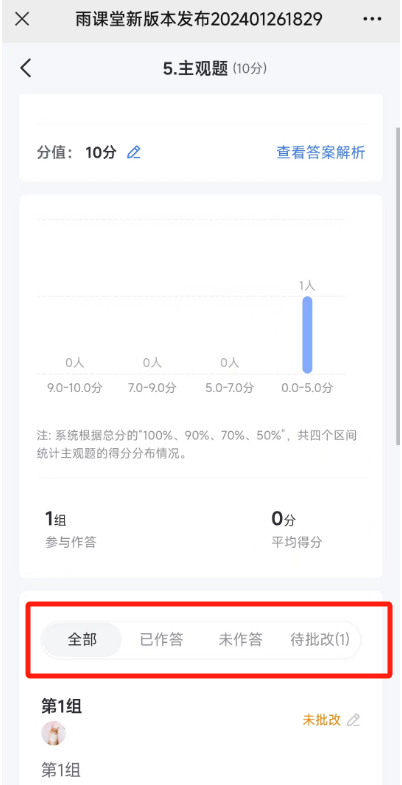 雨课堂新版本发布202401261829
5.主观题 (10分)
分值： 10分
查看答案解析
1人
0人 0人 0人
9.0-10.0分 7.0-9.0分 5.0-7.0分 0.0-5.0分
注: 系统根据总分的“100%、90%、70%、50%”，共四个区间
统计主观题的得分分布情况。
1组 0分
参与作答 平均得分
全部 已作答 未作答 待批改(1)
第1组
未批改
第1组